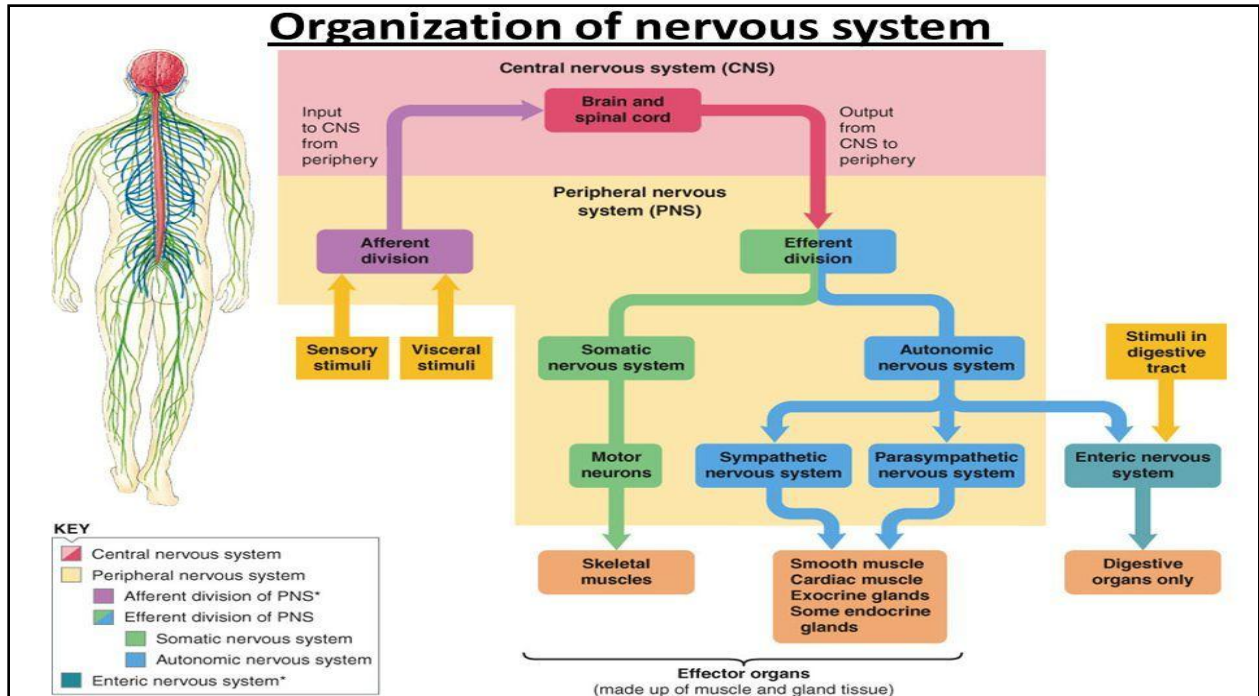 Organization of nervous system
Central nervous system (CNS)
Input
to CNS
from
periphery
Brain and
spinal cord
Output
from
CNS to
periphery
Peripheral nervous
system (PNS)
Afferent
division
Efferent
division
Sensory
stimuli
Visceral
stimuli
Somatic
nervous system
Autonomic
nervous system
Stimuli in
digestive
tract
Motor
neurons
Sympathetic
nervous system
Parasympathetic
nervous system
Enteric nervous
system
Skeletal
muscles
Smooth muscle
Cardiac muscle
Exocrine glands
Some endocrine
glands
Digestive
organs only
Effector organs
(made up of muscle and gland tissue)
KEY
Central nervous system
Peripheral nervous system
Afferent division of PNS*
Efferent division of PNS
Somatic nervous system
Autonomic nervous system
Enteric nervous system*